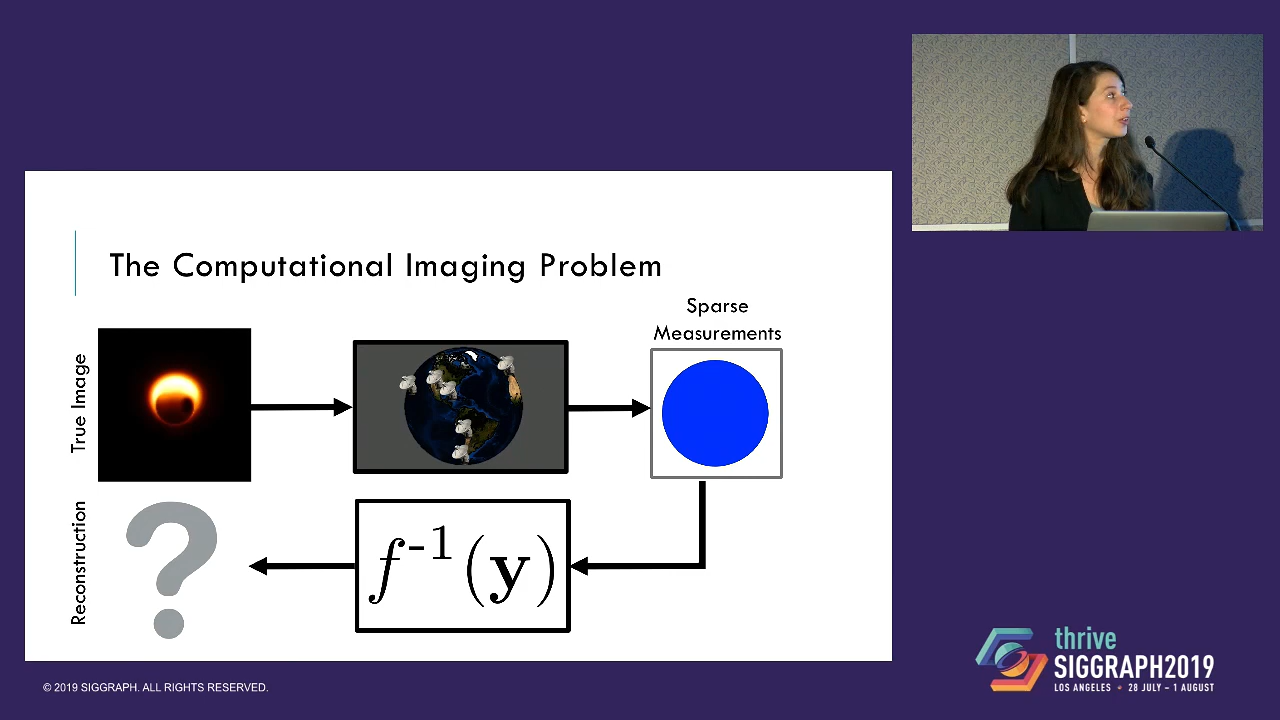 The Computational Imaging Problem
Sparse
Measurements
True Image
Reconstruction
f-1(y)
?
thrive
SIGGRAPH2019
LOS ANGELES • 28 JULY – 1 AUGUST
© 2019 SIGGRAPH. ALL RIGHTS RESERVED.